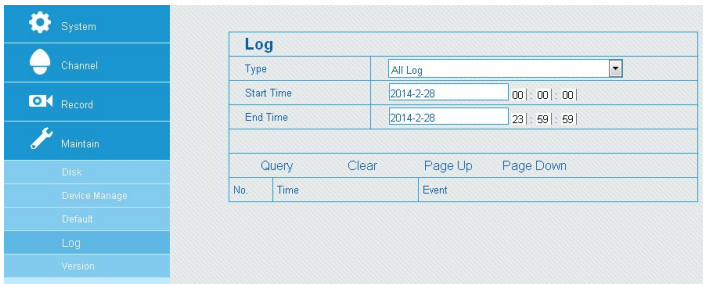 System
Channel
Record
Maintain
Disk
Device Manage
Default
Log
Version
Log
Type All Log
Start Time 2014-2-28 00 : 00 : 00
End Time 2014-2-28 23 : 59 : 59
Query Clear Page Up Page Down
No. Time Event